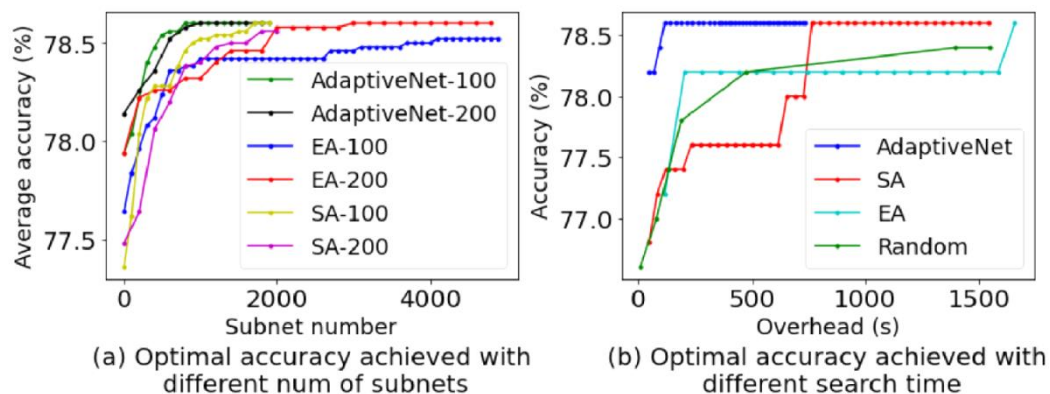 78.5
78.0
77.5
Average accuracy (%)
AdaptiveNet-100
AdaptiveNet-200
EA-100
EA-200
SA-100
SA-200
0
2000
4000
Subnet number
(a) Optimal accuracy achieved with
different num of subnets
78.5
78.0
77.5
77.0
Accuracy (%)
AdaptiveNet
SA
EA
Random
0
500
1000
1500
Overhead (s)
(b) Optimal accuracy achieved with
different search time